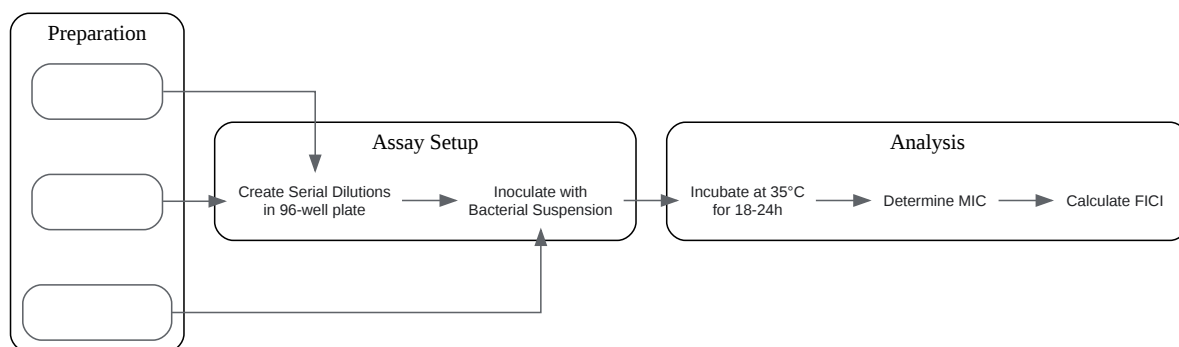 Preparation
Assay Setup
Create Serial Dilutions
in 96-well plate
Inoculate with
Bacterial Suspension
Analysis
Incubate at 35°C
for 18-24h
Determine MIC
Calculate FICI